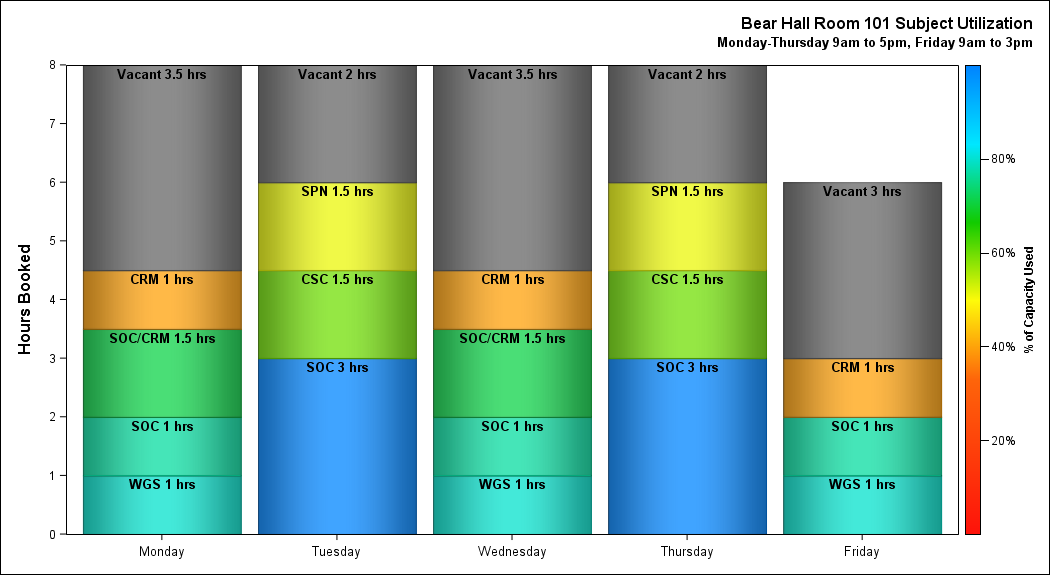 Bear Hall Room 101 Subject Utilization
Monday-Thursday 9am to 5pm, Friday 9am to 3pm
Hours Booked
8
7
6
5
4
3
2
1
0
Vacant 3.5 hrs
CRM 1 hrs
SOC/CRM 1.5 hrs
SOC 1 hrs
WGS 1 hrs
Monday
Vacant 2 hrs
SPN 1.5 hrs
CSC 1.5 hrs
SOC 3 hrs
Tuesday
Vacant 3.5 hrs
CRM 1 hrs
SOC/CRM 1.5 hrs
SOC 1 hrs
WGS 1 hrs
Wednesday
Vacant 2 hrs
SPN 1.5 hrs
CSC 1.5 hrs
SOC 3 hrs
Thursday
Vacant 3 hrs
CRM 1 hrs
SOC 1 hrs
WGS 1 hrs
Friday
80%
60%
40%
20%
% of Capacity Used